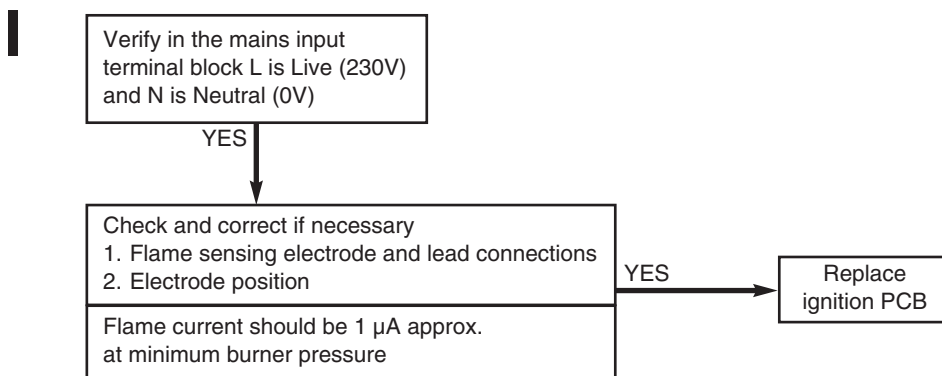 I
Verify in the mains input
terminal block L is Live (230V)
and N is Neutral (0V)
YES
Check and correct if necessary
1. Flame sensing electrode and lead connections
2. Electrode position
YES
Replace
ignition PCB
Flame current should be 1 µA approx.
at minimum burner pressure